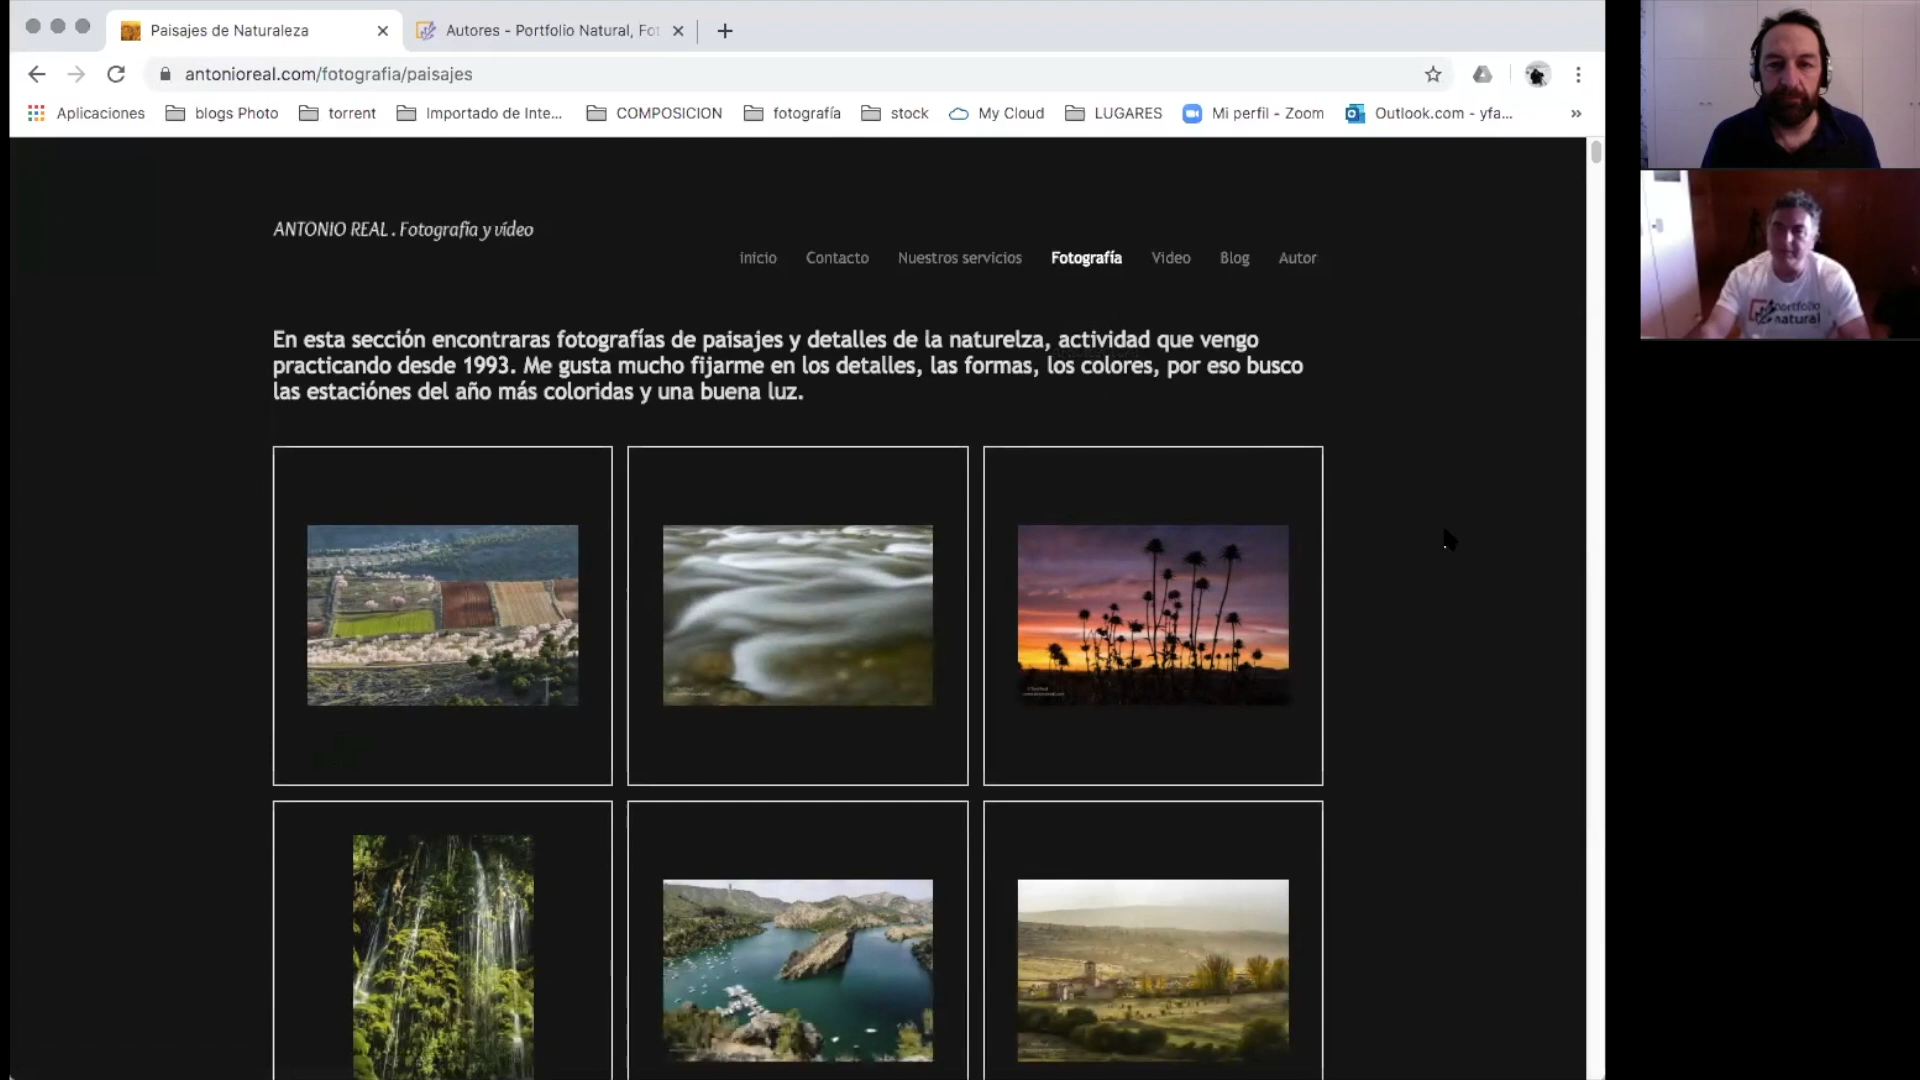 Paisajes de Naturaleza
Autores - Portfolio Natural, Fot
antonioreal.com/fotografia/paisajes
Aplicaciones blogs Photo torrent Importado de Inte... COMPOSICION fotografía stock My Cloud LUGARES Mi perfil - Zoom Outlook.com - yfa... »
ANTONIO REAL . Fotografía y vídeo
inicio Contacto Nuestros servicios Fotografía Video Blog Autor
En esta sección encontraras fotografías de paisajes y detalles de la naturelza, actividad que vengo
practicando desde 1993. Me gusta mucho fijarme en los detalles, las formas, los colores, por eso busco
las estaciónes del año más coloridas y una buena luz.
portfolio
natural